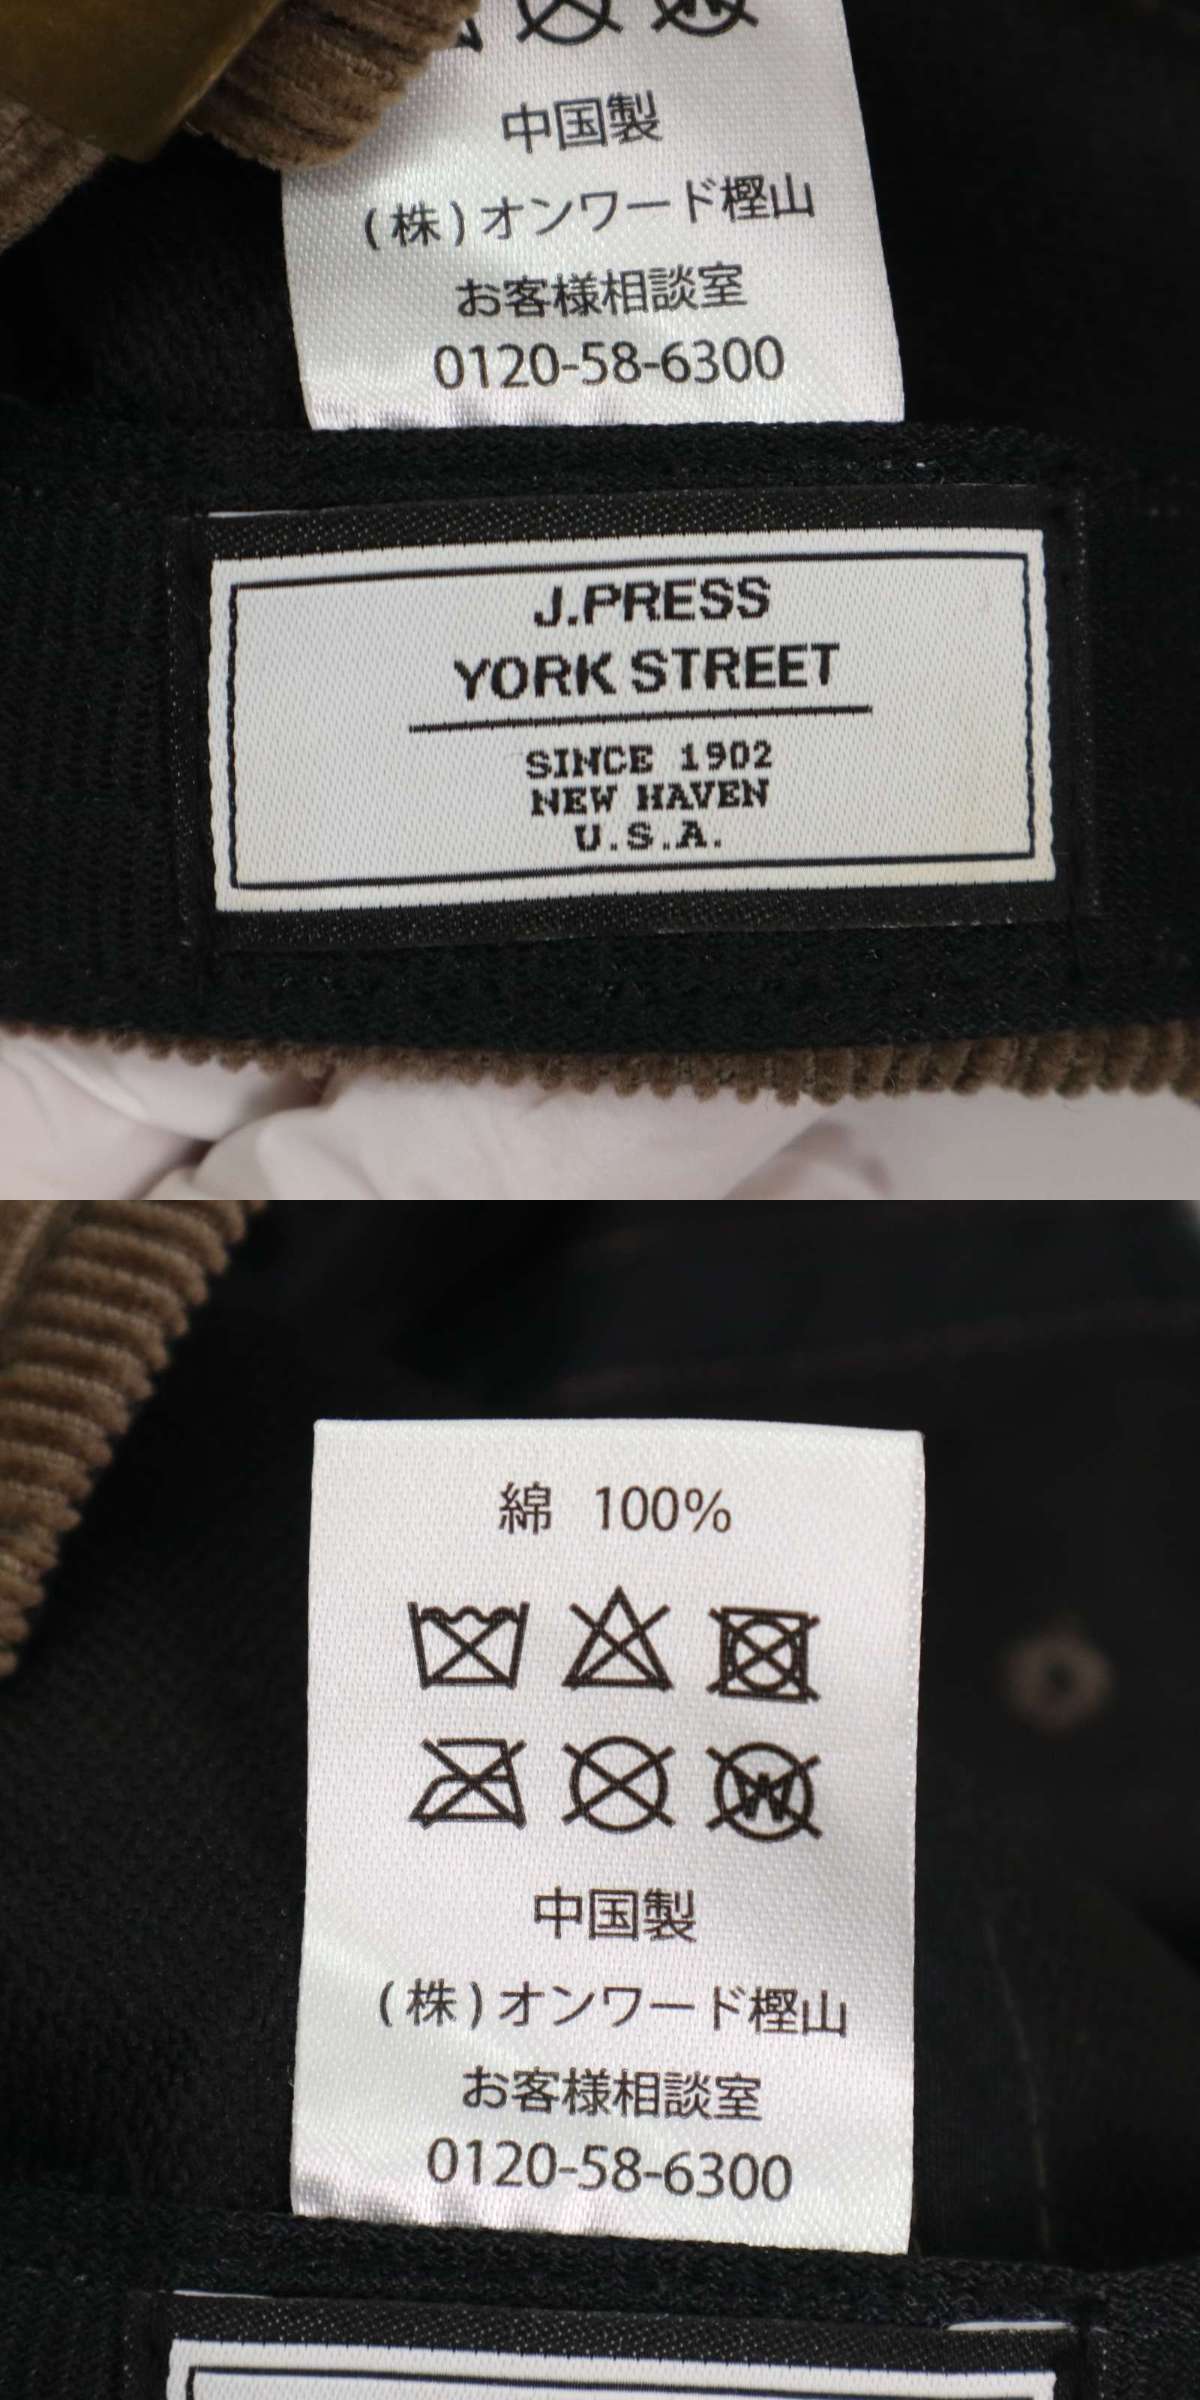 中国製
(株)オンワード樫山
お客様相談室
0120-58-6300
J.PRESS
YORK STREET
SINCE 1902
NEW HAVEN
U.S.A.
綿 100%
W
中国製
(株)オンワード樫山
お客様相談室
0120-58-6300